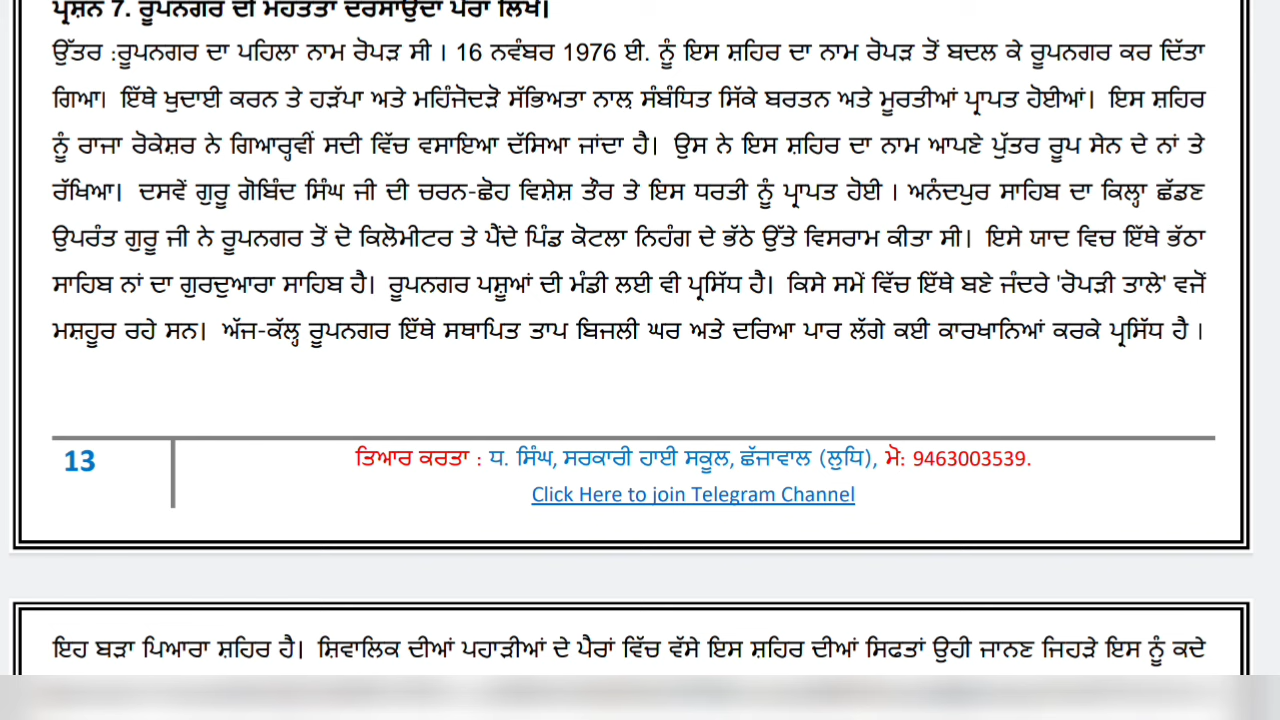 ਪ੍ਰਸ਼ਨ 7. ਰੂਪਨਗਰ ਦੀ ਮਹੱਤਤਾ ਦਰਸਾਉਂਦਾ ਪੈਰਾ ਲਿਖੋ।
ਉੱਤਰ :ਰੂਪਨਗਰ ਦਾ ਪਹਿਲਾ ਨਾਮ ਰੋਪੜ ਸੀ । 16 ਨਵੰਬਰ 1976 ਈ. ਨੂੰ ਇਸ ਸ਼ਹਿਰ ਦਾ ਨਾਮ ਰੋਪੜ ਤੋਂ ਬਦਲ ਕੇ ਰੂਪਨਗਰ ਕਰ ਦਿੱਤਾ
ਗਿਆ। ਇੱਥੇ ਖੁਦਾਈ ਕਰਨ ਤੇ ਹੜੱਪਾ ਅਤੇ ਮਹਿੰਜੋਦੜੋ ਸੱਭਿਅਤਾ ਨਾਲ਼ ਸੰਬੰਧਿਤ ਸਿੱਕੇ ਬਰਤਨ ਅਤੇ ਮੂਰਤੀਆਂ ਪ੍ਰਾਪਤ ਹੋਈਆਂ। ਇਸ ਸ਼ਹਿਰ
ਨੂੰ ਰਾਜਾ ਰੋਕੇਸ਼ਰ ਨੇ ਗਿਆਰ੍ਹਵੀਂ ਸਦੀ ਵਿੱਚ ਵਸਾਇਆ ਦੱਸਿਆ ਜਾਂਦਾ ਹੈ। ਉਸ ਨੇ ਇਸ ਸ਼ਹਿਰ ਦਾ ਨਾਮ ਆਪਣੇ ਪੁੱਤਰ ਰੂਪ ਸੇਨ ਦੇ ਨਾਂ ਤੇ
ਰੱਖਿਆ। ਦਸਵੇਂ ਗੁਰੂ ਗੋਬਿੰਦ ਸਿੰਘ ਜੀ ਦੀ ਚਰਨ-ਛੋਹ ਵਿਸ਼ੇਸ਼ ਤੌਰ ਤੇ ਇਸ ਧਰਤੀ ਨੂੰ ਪ੍ਰਾਪਤ ਹੋਈ । ਅਨੰਦਪੁਰ ਸਾਹਿਬ ਦਾ ਕਿਲ੍ਹਾ ਛੱਡਣ
ਉਪਰੰਤ ਗੁਰੂ ਜੀ ਨੇ ਰੂਪਨਗਰ ਤੋਂ ਦੋ ਕਿਲੋਮੀਟਰ ਤੇ ਪੈਂਦੇ ਪਿੰਡ ਕੋਟਲਾ ਨਿਹੰਗ ਦੇ ਭੱਠੇ ਉੱਤੇ ਵਿਸਰਾਮ ਕੀਤਾ ਸੀ। ਇਸੇ ਯਾਦ ਵਿਚ ਇੱਥੇ ਭੱਠਾ
ਸਾਹਿਬ ਨਾਂ ਦਾ ਗੁਰਦੁਆਰਾ ਸਾਹਿਬ ਹੈ। ਰੂਪਨਗਰ ਪਸ਼ੂਆਂ ਦੀ ਮੰਡੀ ਲਈ ਵੀ ਪ੍ਰਸਿੱਧ ਹੈ। ਕਿਸੇ ਸਮੇਂ ਵਿੱਚ ਇੱਥੇ ਬਣੇ ਜੰਦਰੇ 'ਰੋਪੜੀ ਤਾਲੇ' ਵਜੋਂ
ਮਸ਼ਹੂਰ ਰਹੇ ਸਨ। ਅੱਜ-ਕੱਲ੍ਹ ਰੂਪਨਗਰ ਇੱਥੇ ਸਥਾਪਿਤ ਤਾਪ ਬਿਜਲੀ ਘਰ ਅਤੇ ਦਰਿਆ ਪਾਰ ਲੱਗੇ ਕਈ ਕਾਰਖਾਨਿਆਂ ਕਰਕੇ ਪ੍ਰਸਿੱਧ ਹੈ ।
13
ਤਿਆਰ ਕਰਤਾ : ਧ. ਸਿੰਘ, ਸਰਕਾਰੀ ਹਾਈ ਸਕੂਲ, ਛੱਜਾਵਾਲ (ਲੁਧਿ), ਮੋ: 9463003539.
Click Here to join Telegram Channel
ਇਹ ਬੜਾ ਪਿਆਰਾ ਸ਼ਹਿਰ ਹੈ। ਸ਼ਿਵਾਲਿਕ ਦੀਆਂ ਪਹਾੜੀਆਂ ਦੇ ਪੈਰਾਂ ਵਿੱਚ ਵੱਸੇ ਇਸ ਸ਼ਹਿਰ ਦੀਆਂ ਸਿਫਤਾਂ ਉਹੀ ਜਾਨਣ ਜਿਹੜੇ ਇਸ ਨੂੰ ਕਦੇ